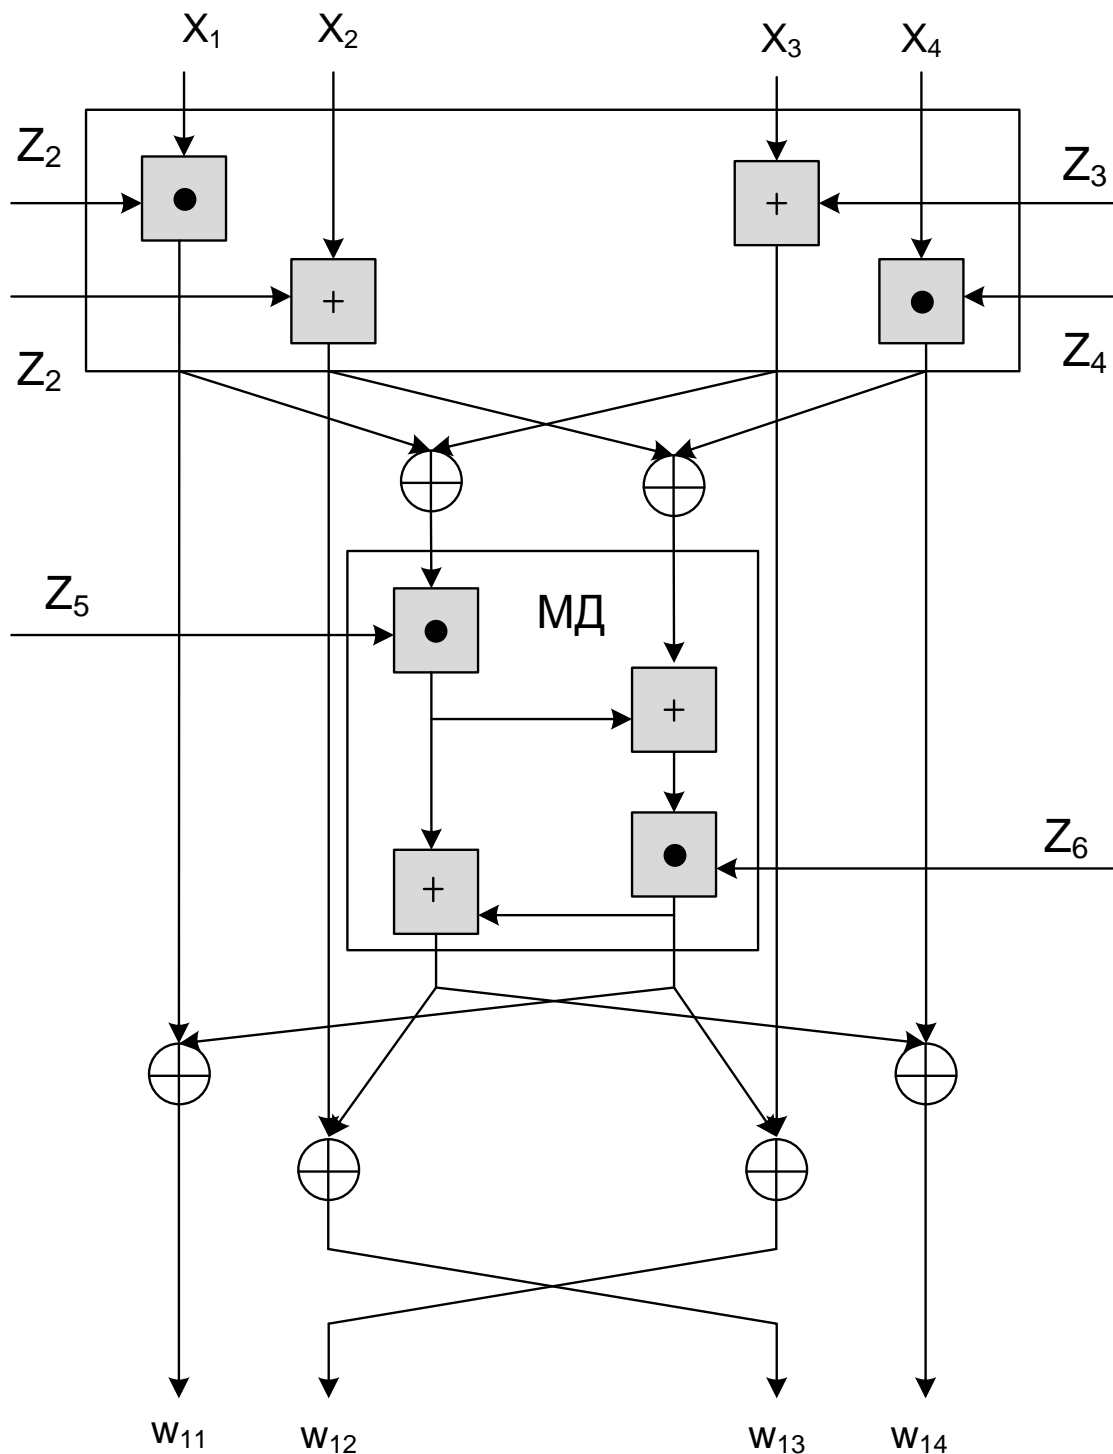 X₁ X₂ X₃ X₄
Z₂ Z₃
+
+
Z₂ Z₄
Z₅ МД
+
Z₆
+
w₁₁ w₁₂ w₁₃ w₁₄